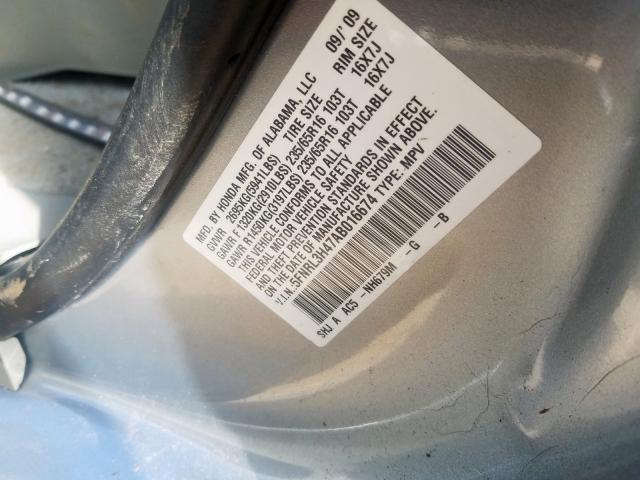 MFD. BY HONDA MFG. OF ALABAMA, LLC 09/'09
GVWR 2695KG(5941LBS) TIRE SIZE RIM SIZE
GAWR F 1320KG(2910LBS) 235/65R16 103T 16X7J
GAWR R1450KG(3197LBS) 235/65R16 103T 16X7J
THIS VEHICLE CONFORMS TO ALL APPLICABLE
FEDERAL MOTOR VEHICLE SAFETY
AND THEFT PREVENTION STANDARDS IN EFFECT
ON THE DATE OF MANUFACTURE SHOWN ABOVE.
V.I.N.:5FNRL3H47AB016674 TYPE: MPV
SHJ A AC5 -NH679M -G -B